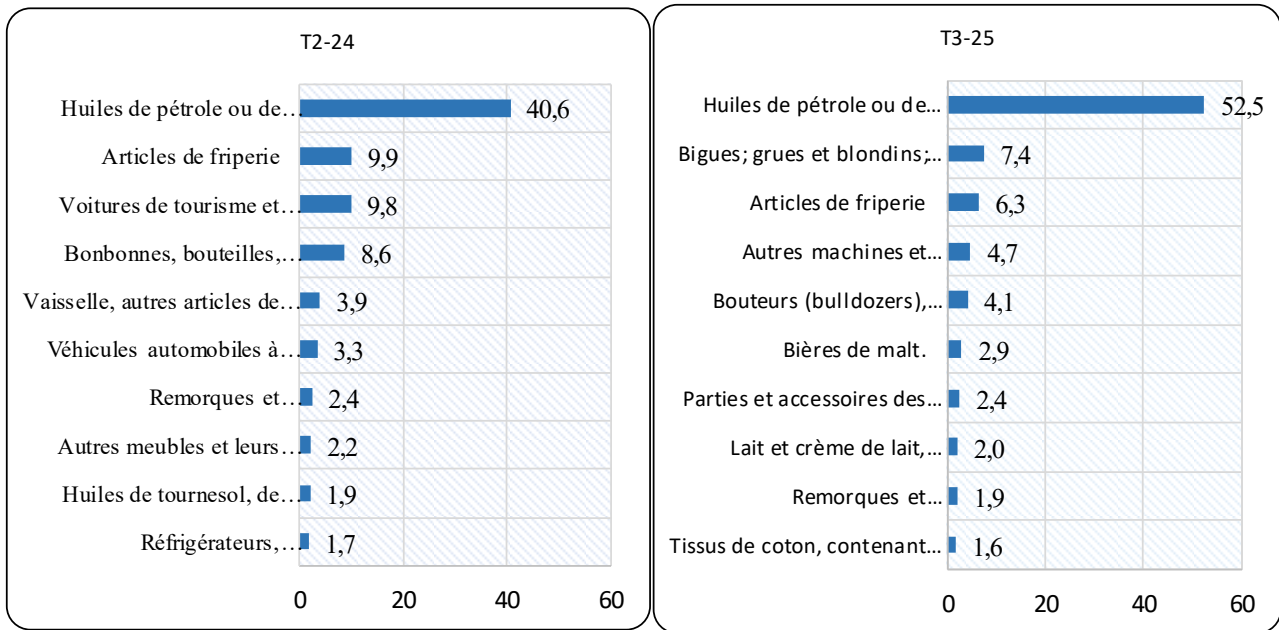 T2-24
Huiles de pétrole ou de… 40,6
Articles de friperie 9,9
Voitures de tourisme et… 9,8
Bonbonnes, bouteilles,… 8,6
Vaisselle, autres articles de… 3,9
Véhicules automobiles à… 3,3
Remorques et… 2,4
Autres meubles et leurs… 2,2
Huiles de tournesol, de… 1,9
Réfrigérateurs,… 1,7
0 20 40 60
T3-25
Huiles de pétrole ou de… 52,5
Bigues; grues et blondins;… 7,4
Articles de friperie 6,3
Autres machines et… 4,7
Bouteurs (bulldozers),… 4,1
Bières de malt. 2,9
Parties et accessoires des… 2,4
Lait et crème de lait,… 2,0
Remorques et… 1,9
Tissus de coton, contenant… 1,6
0 20 40 60